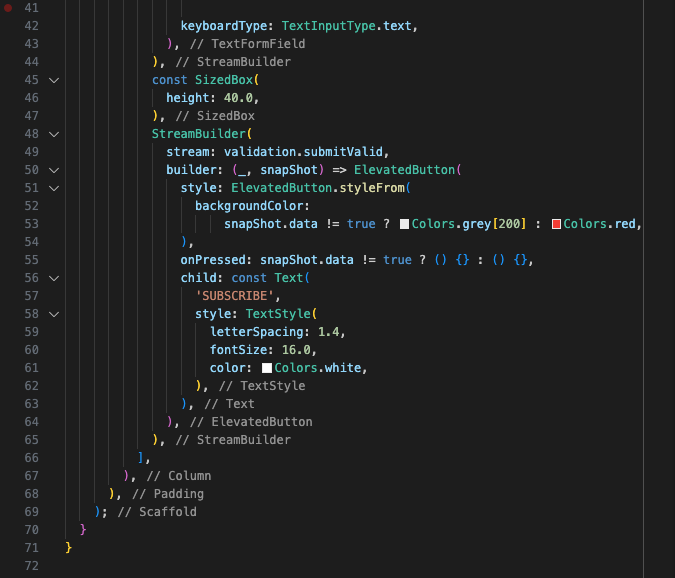 41
42 keyboardType: TextInputType.text,
43 ), // TextFormField
44 ), // StreamBuilder
45 const SizedBox(
46 height: 40.0,
47 ), // SizedBox
48 StreamBuilder(
49 stream: validation.submitValid,
50 builder: (_, snapShot) => ElevatedButton(
51 style: ElevatedButton.styleFrom(
52 backgroundColor:
53 snapShot.data != true ? Colors.grey[200] : Colors.red,
54 ),
55 onPressed: snapShot.data != true ? () {} : () {},
56 child: const Text(
57 'SUBSCRIBE',
58 style: TextStyle(
59 letterSpacing: 1.4,
60 fontSize: 16.0,
61 color: Colors.white,
62 ), // TextStyle
63 ), // Text
64 ), // ElevatedButton
65 ), // StreamBuilder
66 ],
67 ), // Column
68 ), // Padding
69 ); // Scaffold
70 }
71 }
72